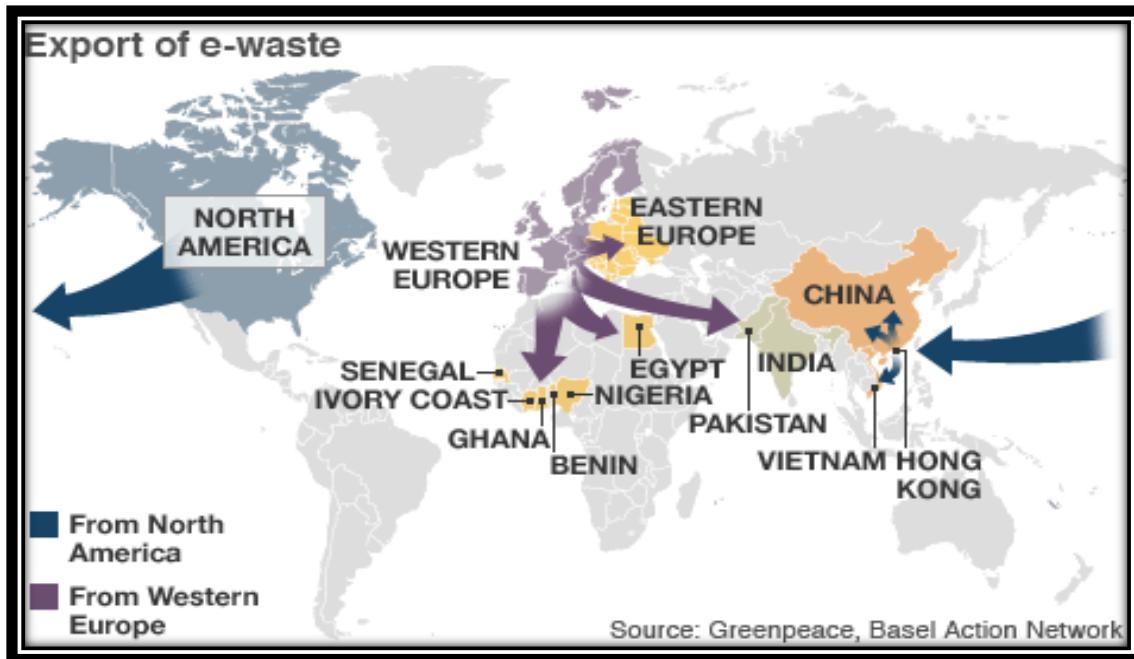 Export of e-waste
NORTH
AMERICA
WESTERN
EUROPE
EASTERN
EUROPE
CHINA
SENEGAL
IVORY COAST
GHANA
BENIN
EGYPT
NIGERIA
INDIA
PAKISTAN
VIETNAM
HONG
KONG
From North
America
From Western
Europe
Source: Greenpeace, Basel Action Network